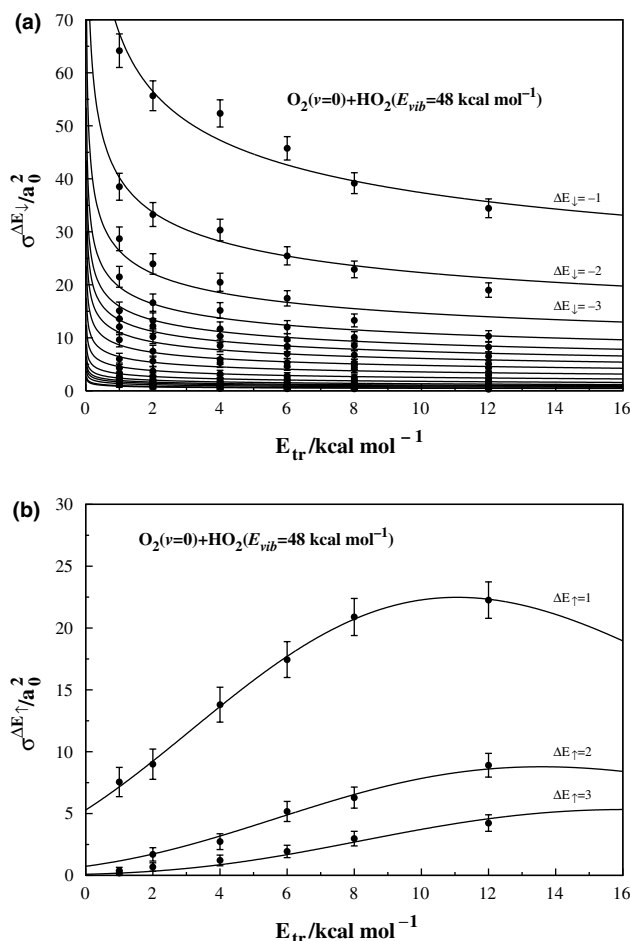 (a)
70
60
50
40
30
20
10
0
σ^ΔE↓/a₀²
O₂(v=0)+HO₂(E_vib=48 kcal mol⁻¹)
ΔE↓= −1
ΔE↓= −2
ΔE↓= −3
0 2 4 6 8 10 12 14 16
E_tr/kcal mol⁻¹
(b)
30
25
20
15
10
5
0
σ^ΔE↑/a₀²
O₂(v=0)+HO₂(E_vib=48 kcal mol⁻¹)
ΔE↑=1
ΔE↑=2
ΔE↑=3
0 2 4 6 8 10 12 14 16
E_tr/kcal mol⁻¹